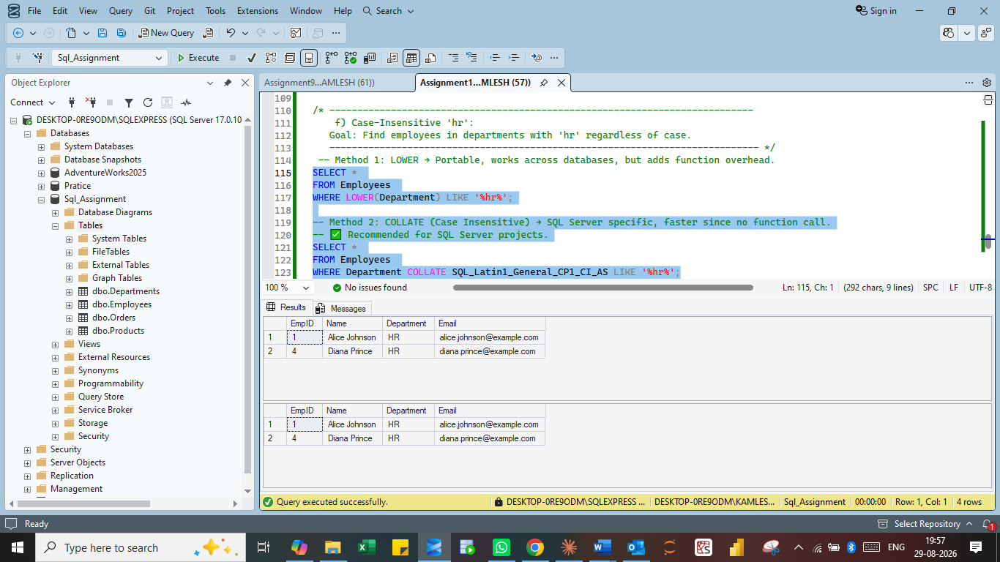 File Edit View Query Git Project Tools Extensions Window Help Search Sign in
New Query
Sql_Assignment Execute
Object Explorer
Connect
DESKTOP-0RE9ODM\SQLEXPRESS (SQL Server 17.0.10
Databases
System Databases
Database Snapshots
AdventureWorks2025
Pratice
Sql_Assignment
Database Diagrams
Tables
System Tables
FileTables
External Tables
Graph Tables
dbo.Departments
dbo.Employees
dbo.Orders
dbo.Products
Views
External Resources
Synonyms
Programmability
Query Store
Service Broker
Storage
Security
Security
Server Objects
Replication
Management
Assignment9...AMLESH (61)) Assignment1...MLESH (57))
109
110 /* --------------------------------------------------------------------------
111 f) Case-Insensitive 'hr':
112 Goal: Find employees in departments with 'hr' regardless of case.
113 --------------------------------------------------------------------------- */
114 -- Method 1: LOWER → Portable, works across databases, but adds function overhead.
115 SELECT *
116 FROM Employees
117 WHERE LOWER(Department) LIKE '%hr%';
118
119 -- Method 2: COLLATE (Case Insensitive) → SQL Server specific, faster since no function call.
120 -- ✅ Recommended for SQL Server projects.
121 SELECT *
122 FROM Employees
123 WHERE Department COLLATE SQL_Latin1_General_CP1_CI_AS LIKE '%hr%';
100 % No issues found Ln: 115, Ch: 1 (292 chars, 9 lines) SPC LF UTF-8
Results Messages
EmpID Name Department Email
1 1 Alice Johnson HR alice.johnson@example.com
2 4 Diana Prince HR diana.prince@example.com
EmpID Name Department Email
1 1 Alice Johnson HR alice.johnson@example.com
2 4 Diana Prince HR diana.prince@example.com
Query executed successfully. DESKTOP-0RE9ODM\SQLEXPRESS ... DESKTOP-0RE9ODM\KAMLES... Sql_Assignment 00:00:00 Row: 1, Col: 1 4 rows
Ready Select Repository 1
Type here to search ENG 19:57
29-08-2026